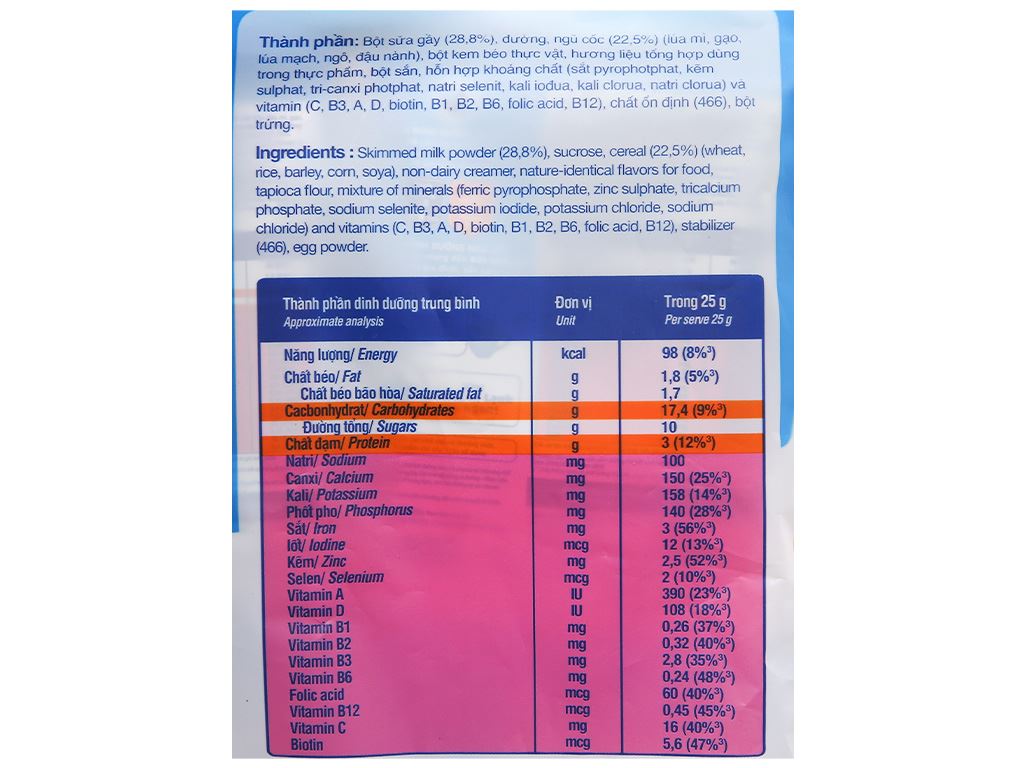 Thành phần: Bột sữa gầy (28,8%), đường, ngũ cốc (22,5%) (lúa mì, gạo,
lúa mạch, ngô, đậu nành), bột kem béo thực vật, hương liệu tổng hợp dùng
trong thực phẩm, bột sắn, hỗn hợp khoáng chất (sắt pyrophotphat, kẽm
sulphat, tri-canxi photphat, natri selenit, kali iođua, kali clorua, natri clorua) và
vitamin (C, B3, A, D, biotin, B1, B2, B6, folic acid, B12), chất ổn định (466), bột
trứng.
Ingredients : Skimmed milk powder (28,8%), sucrose, cereal (22,5%) (wheat,
rice, barley, corn, soya), non-dairy creamer, nature-identical flavors for food,
tapioca flour, mixture of minerals (ferric pyrophosphate, zinc sulphate, tricalcium
phosphate, sodium selenite, potassium iodide, potassium chloride, sodium
chloride) and vitamins (C, B3, A, D, biotin, B1, B2, B6, folic acid, B12), stabilizer
(466), egg powder.
Thành phần dinh dưỡng trung bình Đơn vị Trong 25 g
Approximate analysis Unit Per serve 25 g
Năng lượng/ Energy kcal 98 (8%³)
Chất béo/ Fat g 1,8 (5%³)
Chất béo bão hòa/ Saturated fat g 1,7
Cacbonhydrat/ Carbohydrates g 17,4 (9%³)
Đường tổng/ Sugars g 10
Chất đạm/ Protein g 3 (12%³)
Natri/ Sodium mg 100
Canxi/ Calcium mg 150 (25%³)
Kali/ Potassium mg 158 (14%³)
Phốt pho/ Phosphorus mg 140 (28%³)
Sắt/ Iron mg 3 (56%³)
Iốt/ Iodine mcg 12 (13%³)
Kẽm/ Zinc mg 2,5 (52%³)
Selen/ Selenium mcg 2 (10%³)
Vitamin A IU 390 (23%³)
Vitamin D IU 108 (18%³)
Vitamin B1 mg 0,26 (37%³)
Vitamin B2 mg 0,32 (40%³)
Vitamin B3 mg 2,8 (35%³)
Vitamin B6 mg 0,24 (48%³)
Folic acid mcg 60 (40%³)
Vitamin B12 mcg 0,45 (45%³)
Vitamin C mg 16 (40%³)
Biotin mcg 5,6 (47%³)